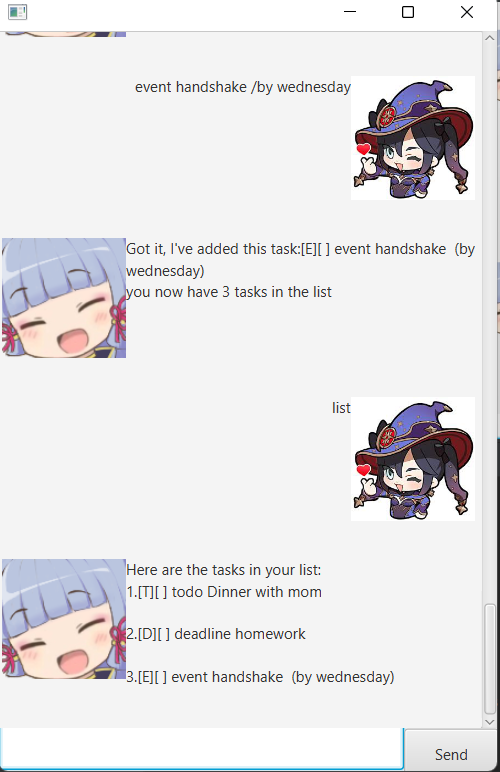 event handshake /by wednesday
Got it, I've added this task:[E][ ] event handshake  (by
wednesday)
you now have 3 tasks in the list
list
Here are the tasks in your list:
1.[T][ ] todo Dinner with mom
2.[D][ ] deadline homework
3.[E][ ] event handshake  (by wednesday)
Send